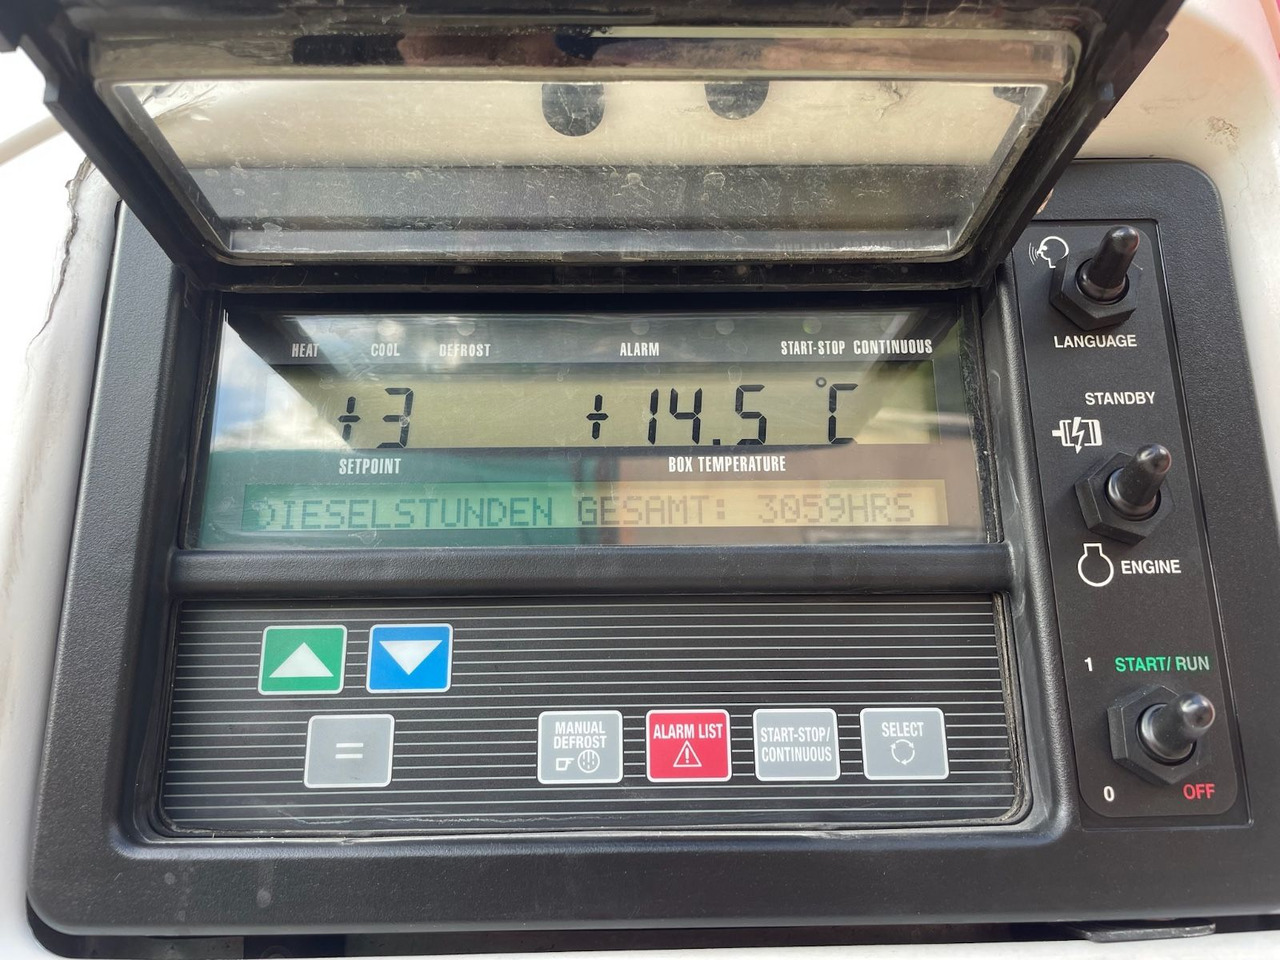 HEAT COOL DEFROST ALARM START-STOP CONTINUOUS
+3 +14.5 °C
SETPOINT BOX TEMPERATURE
DIESELSTUNDEN GESAMT: 3059HRS
MANUAL DEFROST
ALARM LIST
START-STOP/ CONTINUOUS
SELECT
=
LANGUAGE
STANDBY
ENGINE
1 START/ RUN
0 OFF